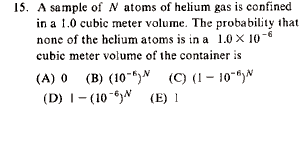 15. A sample of N atoms of helium gas is confined
in a 1.0 cubic meter volume. The probability that
none of the helium atoms is in a 1.0 × 10⁻⁶
cubic meter volume of the container is
(A) 0 (B) (10⁻⁶)ᴺ (C) (1 − 10⁻⁶)ᴺ
(D) 1 − (10⁻⁶)ᴺ (E) 1